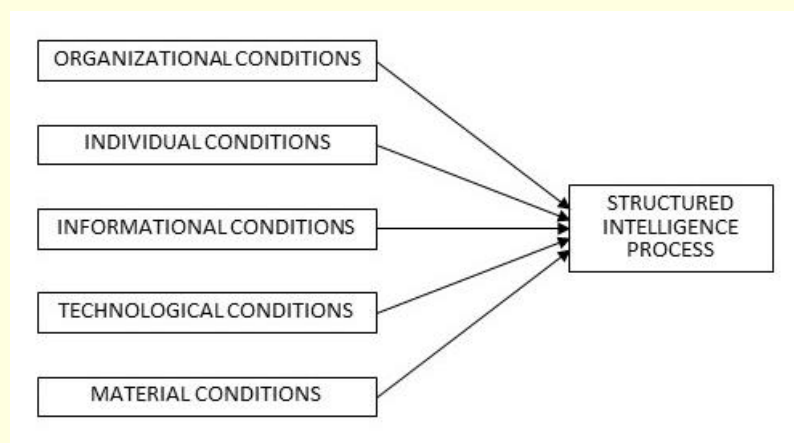 ORGANIZATIONAL CONDITIONS
INDIVIDUAL CONDITIONS
INFORMATIONAL CONDITIONS
TECHNOLOGICAL CONDITIONS
MATERIAL CONDITIONS
STRUCTURED
INTELLIGENCE
PROCESS